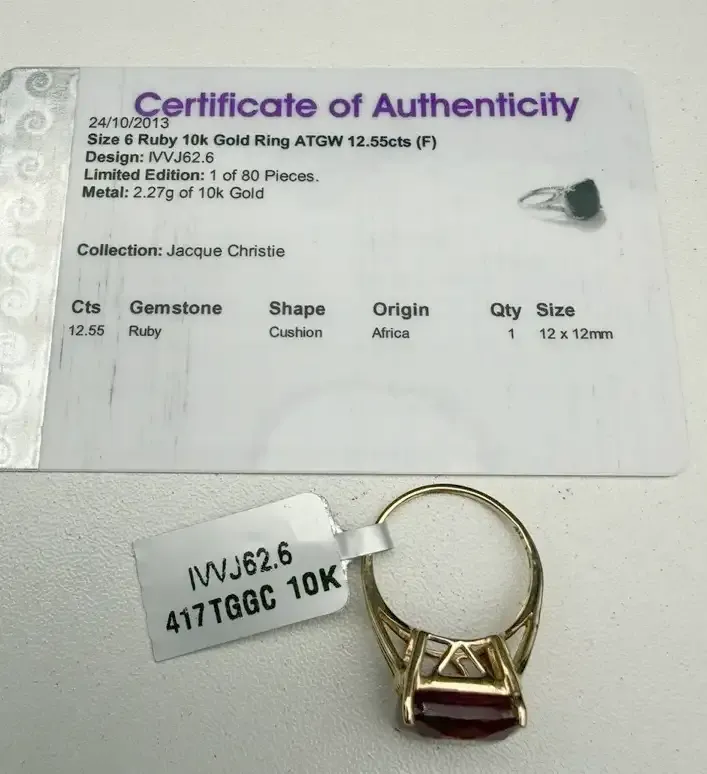 Certificate of Authenticity
24/10/2013
Size 6 Ruby 10k Gold Ring ATGW 12.55cts (F)
Design: IVVJ62.6
Limited Edition: 1 of 80 Pieces.
Metal: 2.27g of 10k Gold
Collection: Jacque Christie
Cts Gemstone Shape Origin Qty Size
12.55 Ruby Cushion Africa 1 12 x 12mm
IVVJ62.6
417TGGC 10K